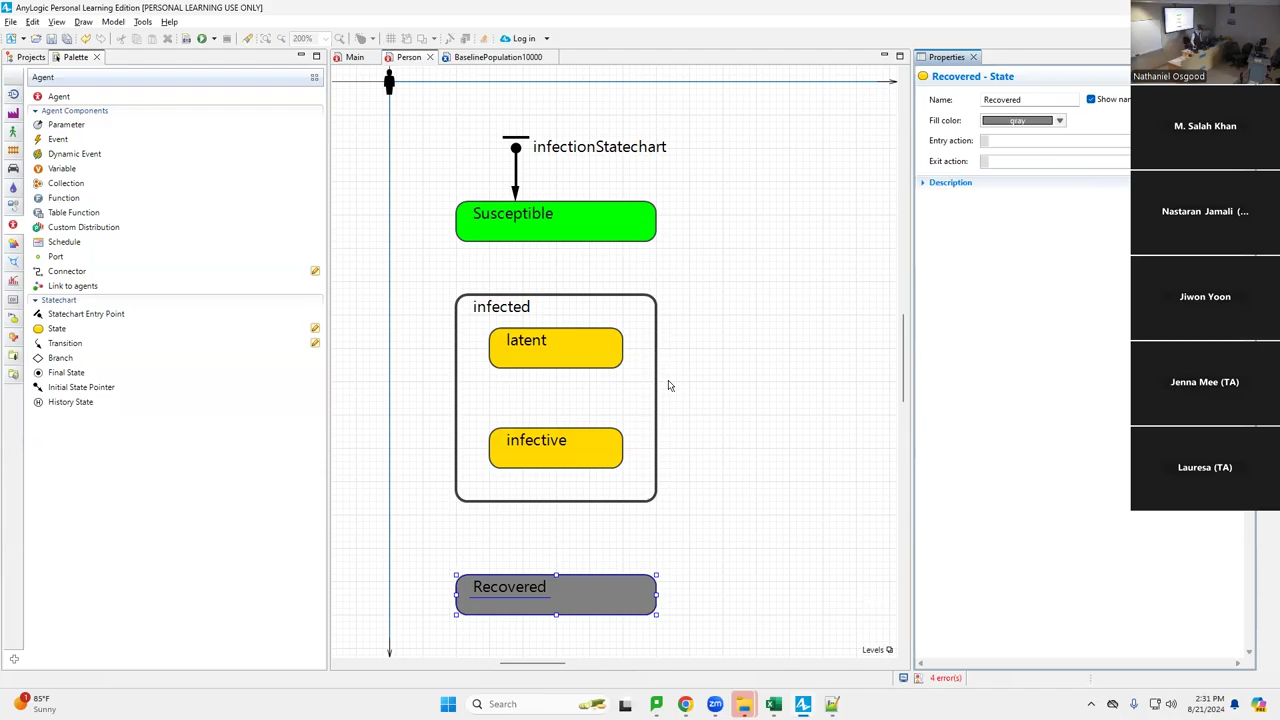 AnyLogic Personal Learning Edition [PERSONAL LEARNING USE ONLY]
File Edit View Draw Model Tools Help
200%
Log in
Projects
Palette
Main
Person
BaselinePopulation10000
Properties
Agent
Agent
Agent Components
Parameter
Event
Dynamic Event
Variable
Collection
Function
Table Function
Custom Distribution
Schedule
Port
Connector
Link to agents
Statechart
Statechart Entry Point
State
Transition
Branch
Final State
Initial State Pointer
History State
infectionStatechart
Susceptible
infected
latent
infective
Recovered
Levels
Recovered - State
Name:
Recovered
Show nam
Fill color:
gray
Entry action:
Exit action:
Description
4 error(s)
Nathaniel Osgood
M. Salah Khan
Nastaran Jamali (...
Jiwon Yoon
Jenna Mee (TA)
Lauresa (TA)
1
85°F
Sunny
Search
2:31 PM
8/21/2024